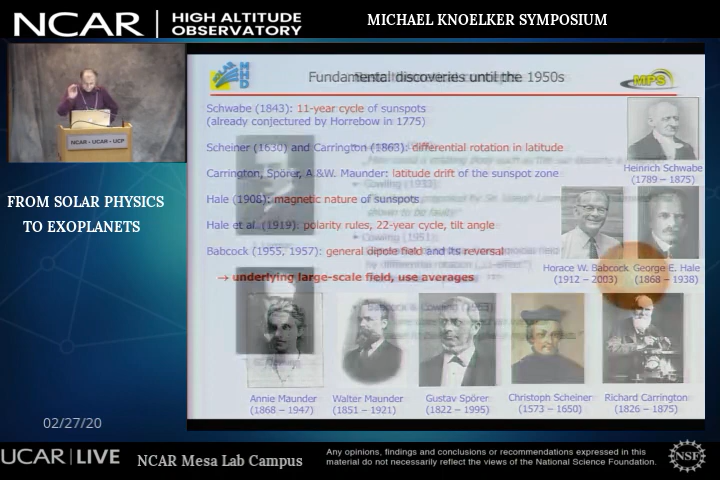 NCAR
HIGH ALTITUDE
OBSERVATORY
MICHAEL KNOELKER SYMPOSIUM
NCAR - UCAR - UCP
FROM SOLAR PHYSICS
TO EXOPLANETS
02/27/20
MHD
Fundamental discoveries until the 1950s
MPS
Schwabe (1843): 11-year cycle of sunspots
(already conjectured by Horrebow in 1775)
Scheiner (1630) and Carrington (1863): differential rotation in latitude
Carrington, Spörer, A.&W. Maunder: latitude drift of the sunspot zone
Hale (1908): magnetic nature of sunspots
Hale et al. (1919): polarity rules, 22-year cycle, tilt angle
Babcock (1955, 1957): general dipole field and its reversal
→ underlying large-scale field, use averages
Cowling (1933)
Cowling (1951)
Heinrich Schwabe
(1789 – 1875)
Horace W. Babcock
(1912 – 2003)
George E. Hale
(1868 – 1938)
Annie Maunder
(1868 – 1947)
Walter Maunder
(1851 – 1921)
Gustav Spörer
(1822 – 1995)
Christoph Scheiner
(1573 – 1650)
Richard Carrington
(1826 – 1875)
UCAR | LIVE
NCAR Mesa Lab Campus
Any opinions, findings and conclusions or recommendations expressed in this
material do not necessarily reflect the views of the National Science Foundation.
NSF